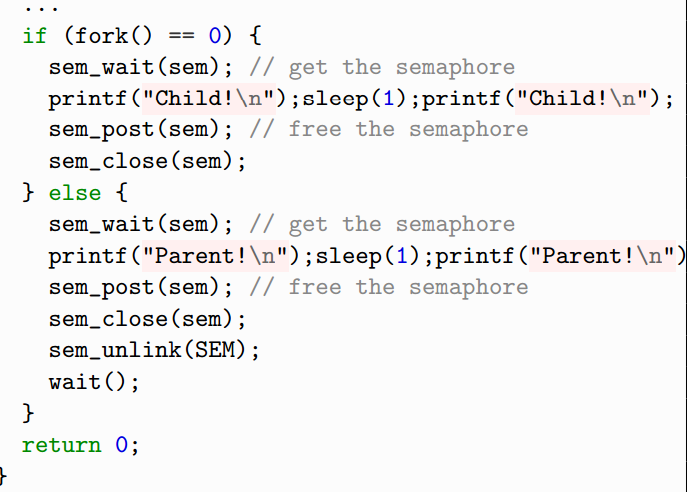 ...
if (fork() == 0) {
sem_wait(sem); // get the semaphore
printf("Child!\n");sleep(1);printf("Child!\n");
sem_post(sem); // free the semaphore
sem_close(sem);
} else {
sem_wait(sem); // get the semaphore
printf("Parent!\n");sleep(1);printf("Parent!\n")
sem_post(sem); // free the semaphore
sem_close(sem);
sem_unlink(SEM);
wait();
}
return 0;
}